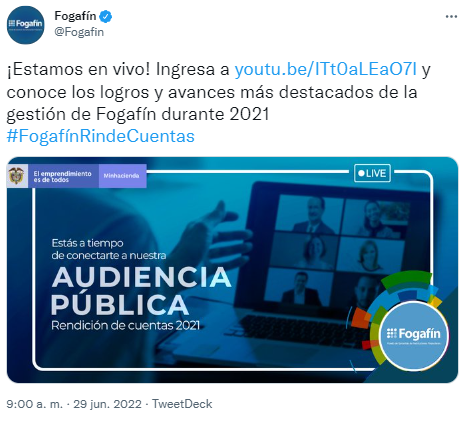 Fogafín
Fogafín
@Fogafin
¡Estamos en vivo! Ingresa a youtu.be/ITt0aLEaO7I y
conoce los logros y avances más destacados de la
gestión de Fogafín durante 2021
#FogafínRindeCuentas
El emprendimiento
es de todos
Minhacienda
LIVE
Estás a tiempo
de conectarte a nuestra
AUDIENCIA
PÚBLICA
Rendición de cuentas 2021
Fogafín
9:00 a. m. · 29 jun. 2022 · TweetDeck